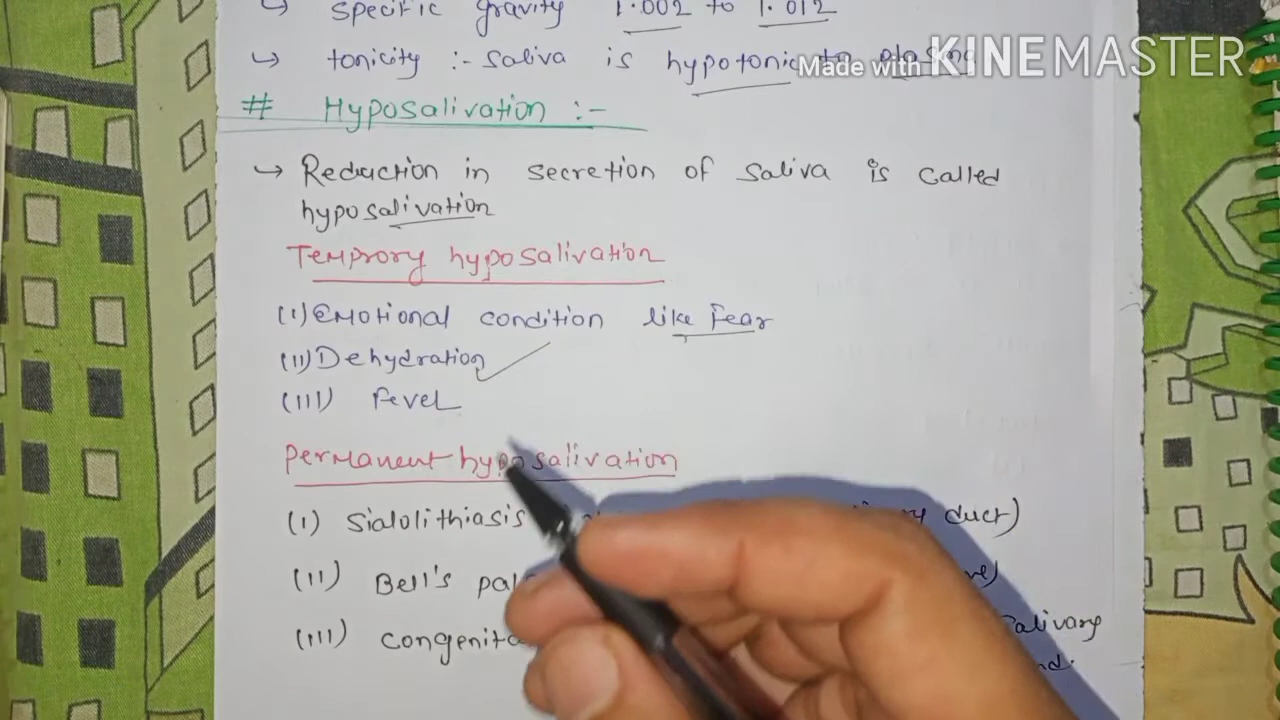 ↳ specific gravity 1.002 to 1.012
↳ tonicity :- saliva is hypotonic to plasma
Made with KINEMASTER
# Hyposalivation :-
→ Reduction in secretion of saliva is called
hyposalivation
Temprory hyposalivation
(I) Emotional condition like Fear
(II) Dehydration
(III) Fever
Permanent hyposalivation
(I) Sialolithiasis duct)
(II) Bell's
(III) Salivary